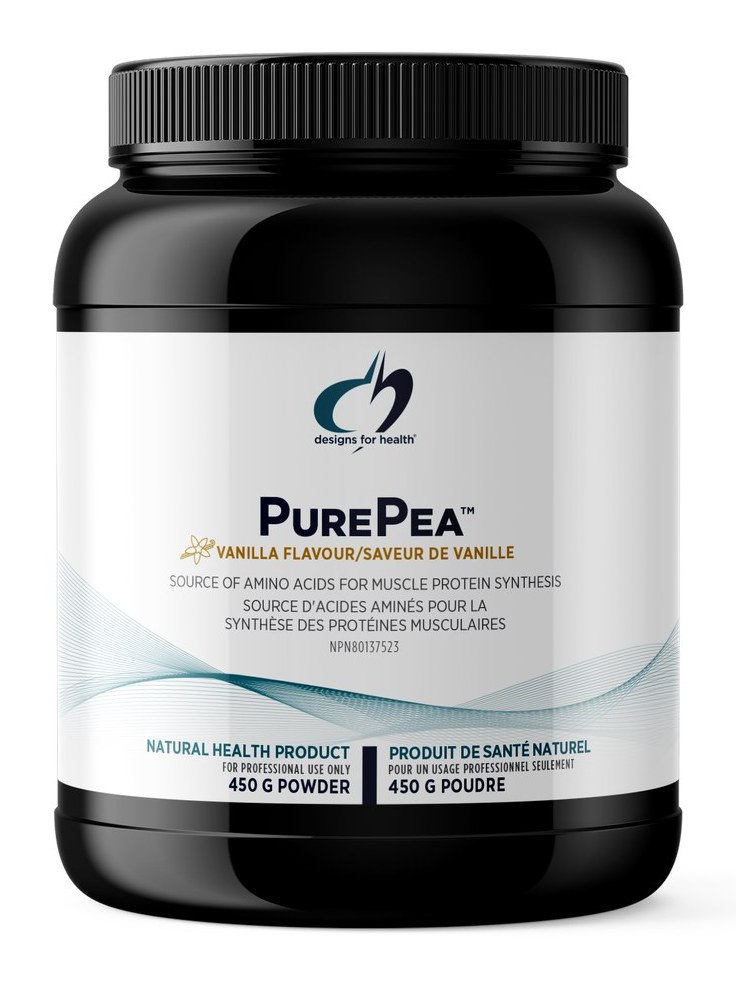 designs for health®
PUREPEA™
VANILLA FLAVOUR/SAVEUR DE VANILLE
SOURCE OF AMINO ACIDS FOR MUSCLE PROTEIN SYNTHESIS
SOURCE D'ACIDES AMINÉS POUR LA
SYNTHÈSE DES PROTÉINES MUSCULAIRES
NPN80137523
NATURAL HEALTH PRODUCT
FOR PROFESSIONAL USE ONLY
450 G POWDER
PRODUIT DE SANTÉ NATUREL
POUR UN USAGE PROFESSIONNEL SEULEMENT
450 G POUDRE